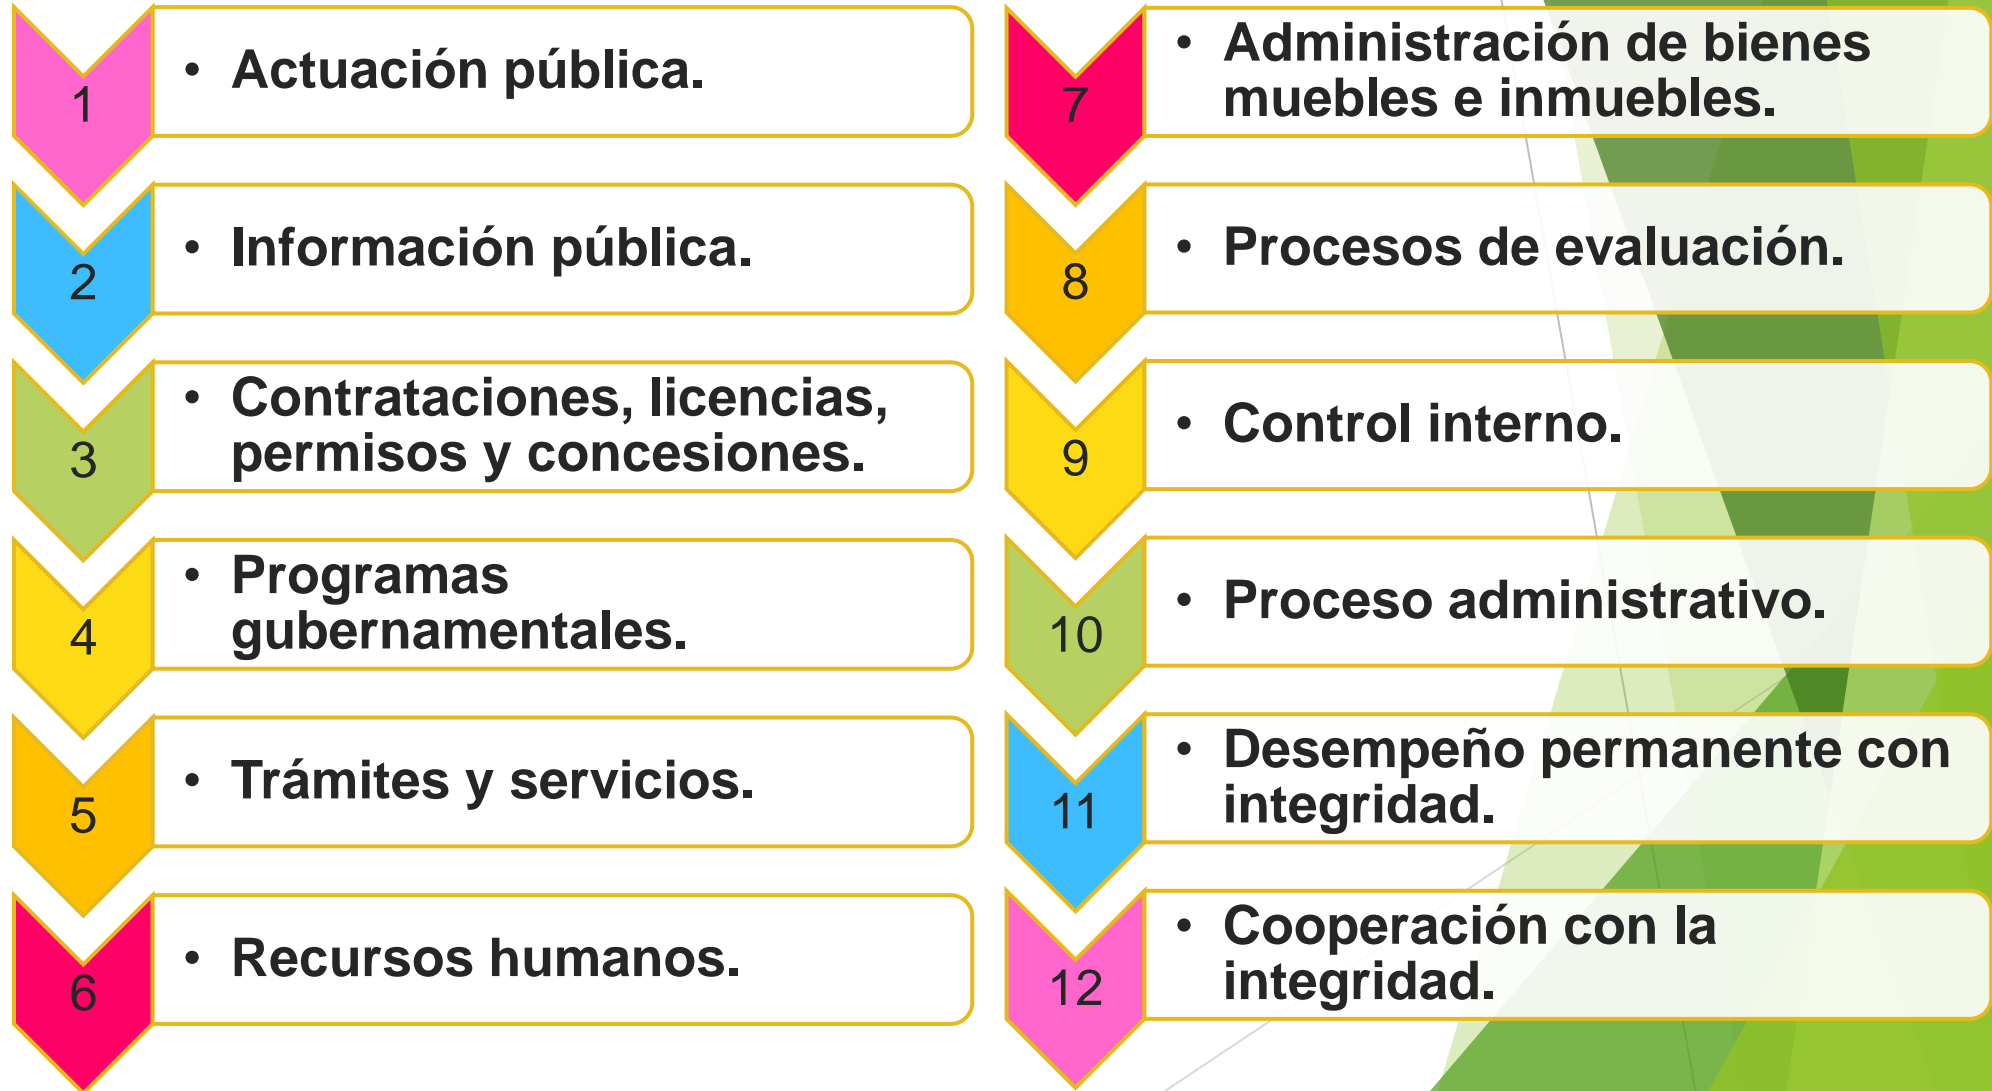 1
• Actuación pública.
2
• Información pública.
3
• Contrataciones, licencias,
permisos y concesiones.
4
• Programas
gubernamentales.
5
• Trámites y servicios.
6
• Recursos humanos.
7
• Administración de bienes
muebles e inmuebles.
8
• Procesos de evaluación.
9
• Control interno.
10
• Proceso administrativo.
11
• Desempeño permanente con
integridad.
12
• Cooperación con la
integridad.